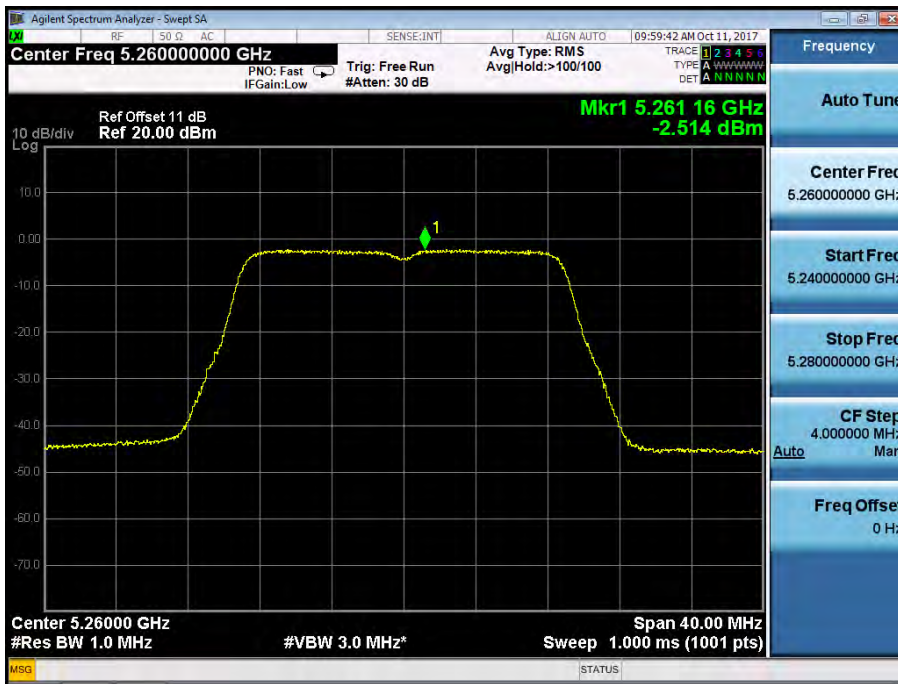 Agilent Spectrum Analyzer - Swept SA
LXI RF 50 Ω AC SENSE:INT ALIGN AUTO 09:59:42 AM Oct 11, 2017
Center Freq 5.260000000 GHz
PNO: Fast
IFGain:Low
Trig: Free Run
#Atten: 30 dB
Avg Type: RMS
Avg|Hold:>100/100
TRACE 1 2 3 4 5 6
TYPE A WWWWW
DET A N N N N N
Ref Offset 11 dB
Ref 20.00 dBm
10 dB/div
Log
Mkr1 5.261 16 GHz
-2.514 dBm
1
10.0
0.00
-10.0
-20.0
-30.0
-40.0
-50.0
-60.0
-70.0
Center 5.26000 GHz
Span 40.00 MHz
#Res BW 1.0 MHz
#VBW 3.0 MHz*
Sweep 1.000 ms (1001 pts)
MSG
STATUS
Frequency
Auto Tune
Center Freq
5.260000000 GHz
Start Freq
5.240000000 GHz
Stop Freq
5.280000000 GHz
CF Step
4.000000 MHz
Auto Man
Freq Offset
0 Hz